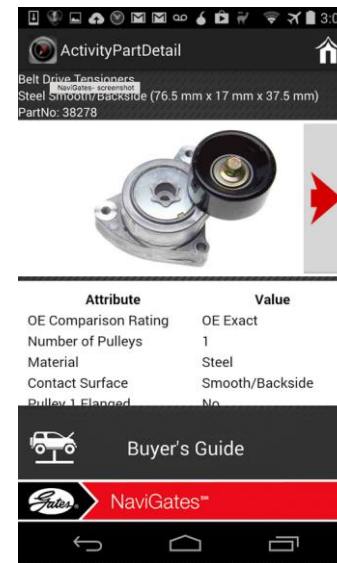 3:0
ActivityPartDetail
Belt Drive Tensioners
NaviGates- screenshot
Steel Smooth/Backside (76.5 mm x 17 mm x 37.5 mm)
PartNo: 38278
Attribute Value
OE Comparison Rating OE Exact
Number of Pulleys 1
Material Steel
Contact Surface Smooth/Backside
Pulley 1 Flanged No
Buyer's Guide
Gates NaviGates℠